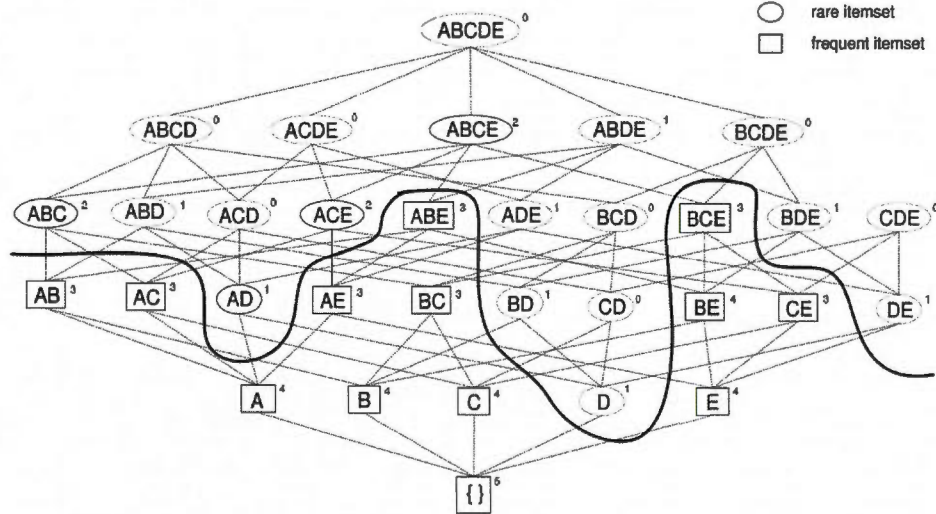 ABCDE 0
rare itemset
frequent itemset
ABCD 0 ACDE 0 ABCE 2 ABDE 1 BCDE 0
ABC 2 ABD 1 ACD 0 ACE 2 ABE 3 ADE 1 BCD 0 BCE 3 BDE 1 CDE 0
AB 3 AC 3 AD 1 AE 3 BC 3 BD 1 CD 0 BE 4 CE 3 DE 1
A 4 B 4 C 4 D 1 E 4
{ } 5